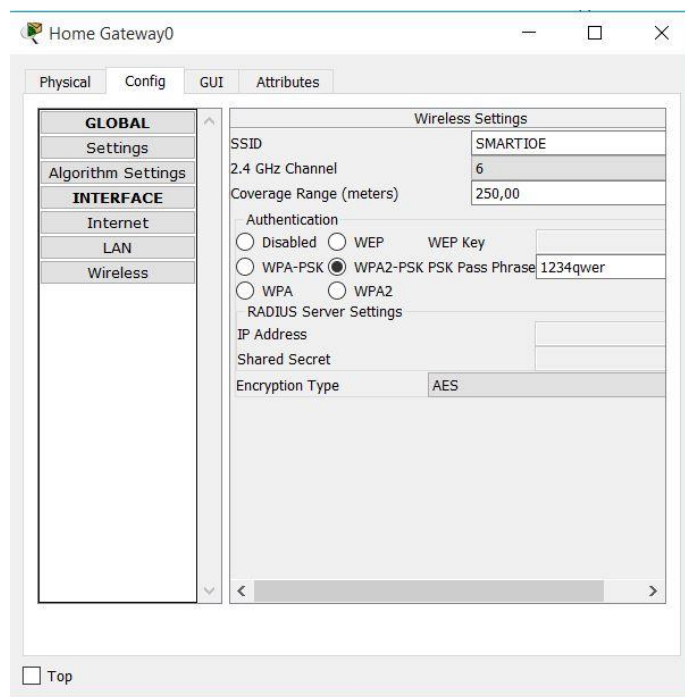 Home Gateway0
Physical Config GUI Attributes
GLOBAL
Settings
Algorithm Settings
INTERFACE
Internet
LAN
Wireless
Wireless Settings
SSID SMARTIOE
2.4 GHz Channel 6
Coverage Range (meters) 250,00
Authentication
Disabled WEP WEP Key
WPA-PSK WPA2-PSK PSK Pass Phrase 1234qwer
WPA WPA2
RADIUS Server Settings
IP Address
Shared Secret
Encryption Type AES
Top